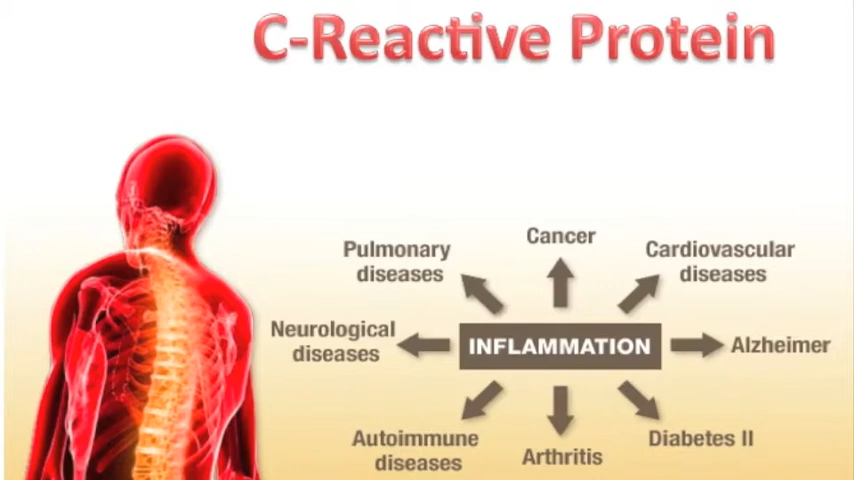 C-Reactive Protein
Cancer
Pulmonary
diseases
Cardiovascular
diseases
Neurological
diseases
INFLAMMATION
Alzheimer
Autoimmune
diseases
Arthritis
Diabetes II